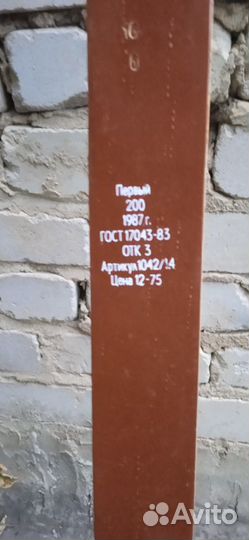 Первый
200
1987 г.
ГОСТ 17043-83
ОТК 3
Артикул 1042/14
Цена 12-75
Avito